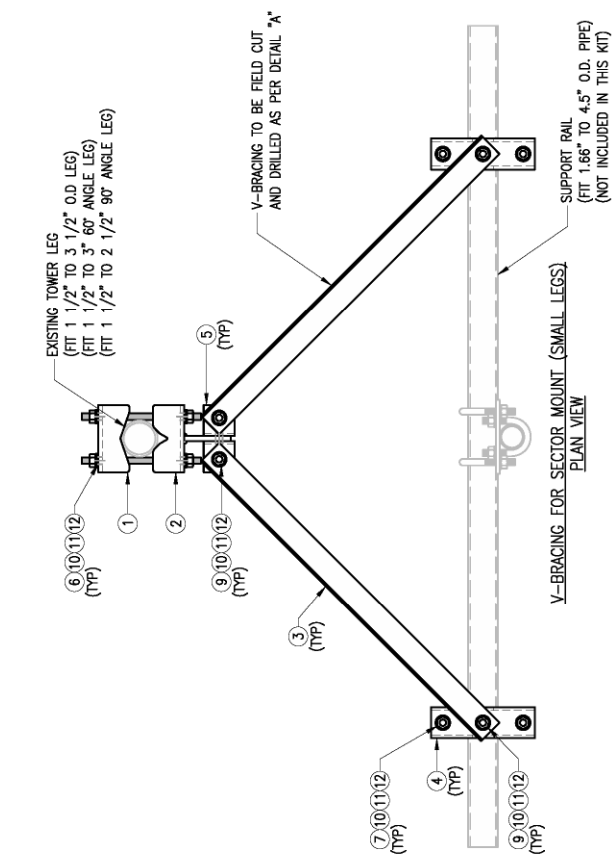 EXISTING TOWER LEG
(FIT 1 1/2" TO 3 1/2" O.D LEG)
(FIT 1 1/2" TO 3" 60° ANGLE LEG)
(FIT 1 1/2" TO 2 1/2" 90° ANGLE LEG)
6 10 11 12
(TYP)
1
2
5
(TYP)
9 10 11 12
(TYP)
V-BRACING TO BE FIELD CUT
AND DRILLED AS PER DETAIL "A"
3
(TYP)
7 10 11 12
(TYP)
4
(TYP)
9 10 11 12
(TYP)
SUPPORT RAIL
(FIT 1.66" TO 4.5" O.D. PIPE)
(NOT INCLUDED IN THIS KIT)
V-BRACING FOR SECTOR MOUNT (SMALL LEGS)
PLAN VIEW